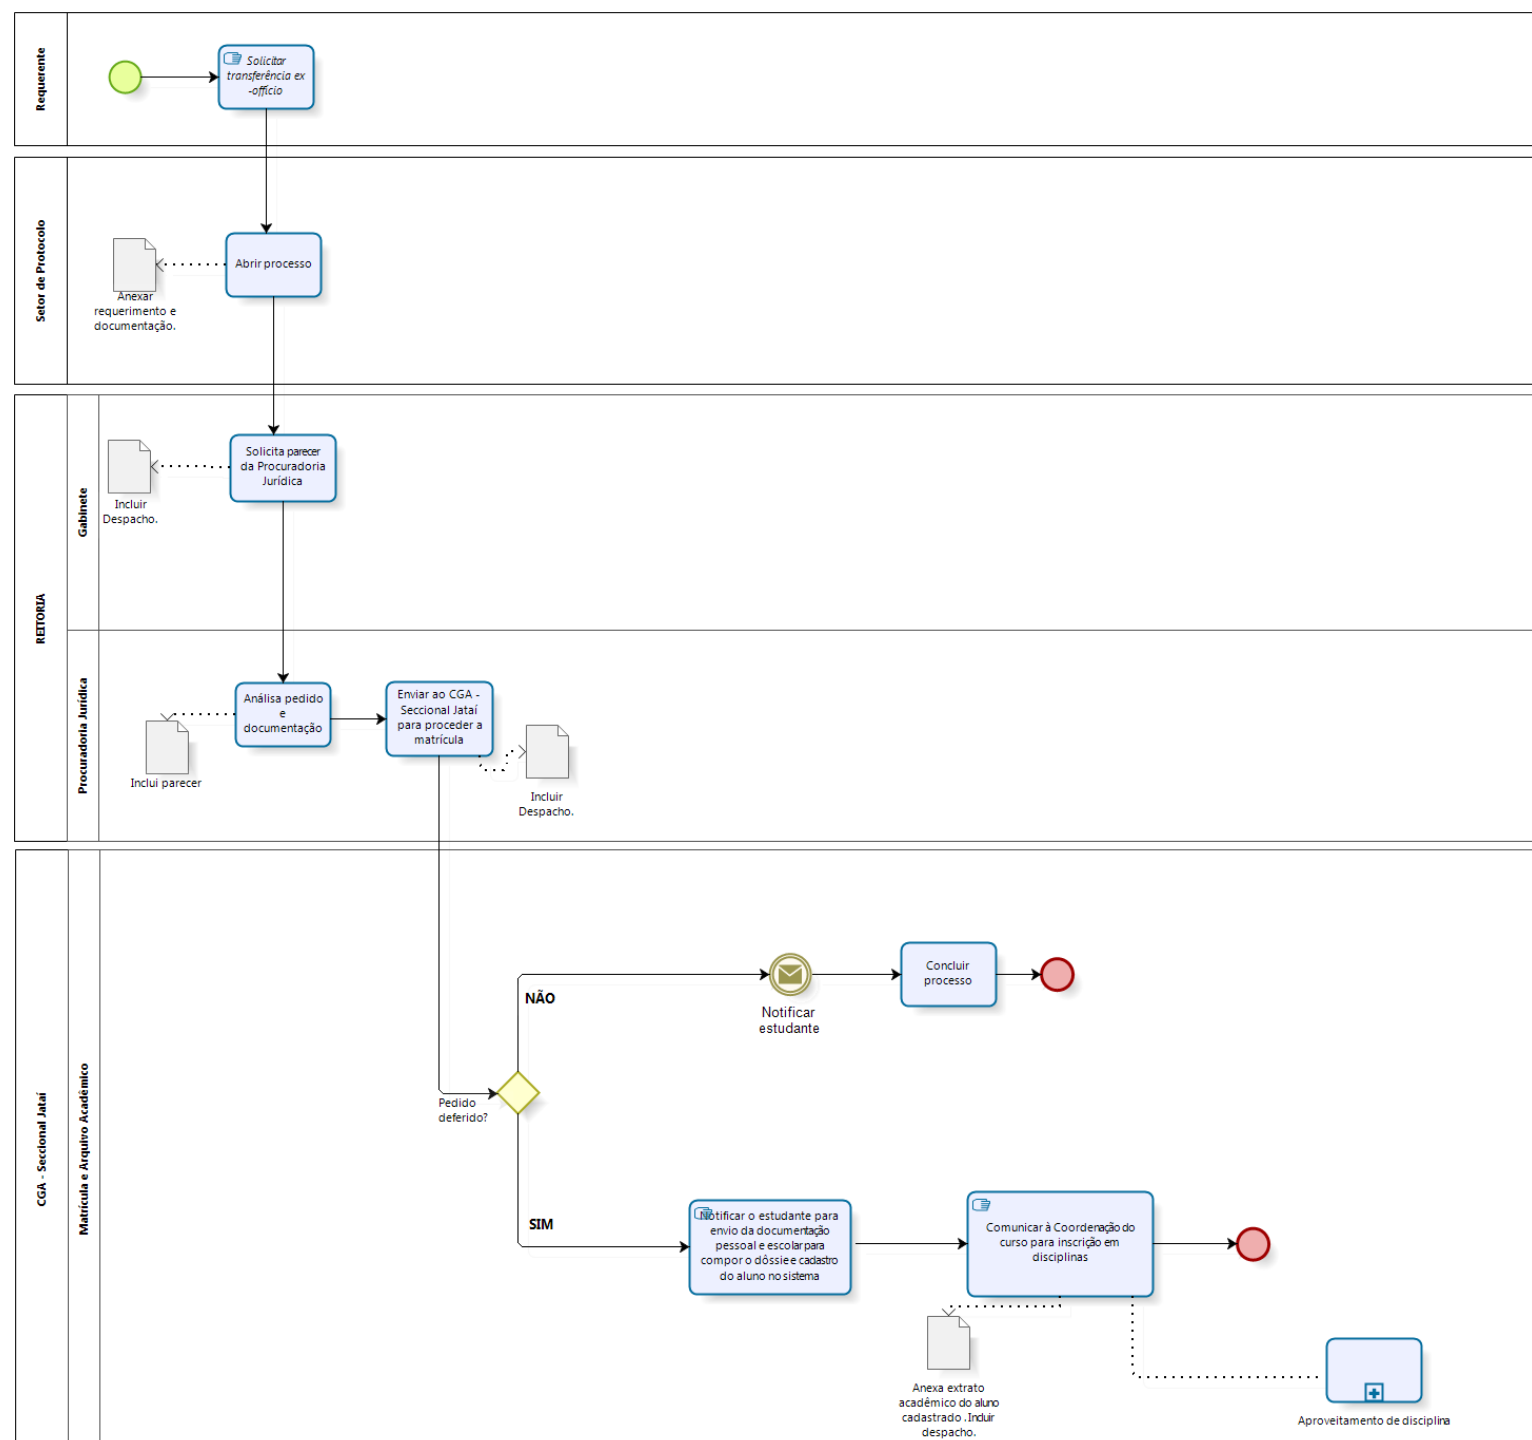 Requerente
Solicitar
transferência ex
-offício
Setor de Protocolo
Abrir processo
Anexar
requerimento e
documentação.
REITORIA
Gabinete
Solicita parecer
da Procuradoria
Jurídica
Incluir
Despacho.
Procuradoria Jurídica
Análisa pedido
e
documentação
Inclui parecer
Enviar ao CGA -
Seccional Jataí
para proceder a
matrícula
Incluir
Despacho.
CGA - Seccional Jataí
Matrícula e Arquivo Acadêmico
NÃO
Notificar
estudante
Concluir
processo
Pedido
deferido?
SIM
Notificar o estudante para
envio da documentação
pessoal e escolar para
compor o dôssie e cadastro
do aluno no sistema
Comunicar à Coordenação do
curso para inscrição em
disciplinas
Anexa extrato
acadêmico do aluno
cadastrado .Incluir
despacho.
Aproveitamento de disciplina